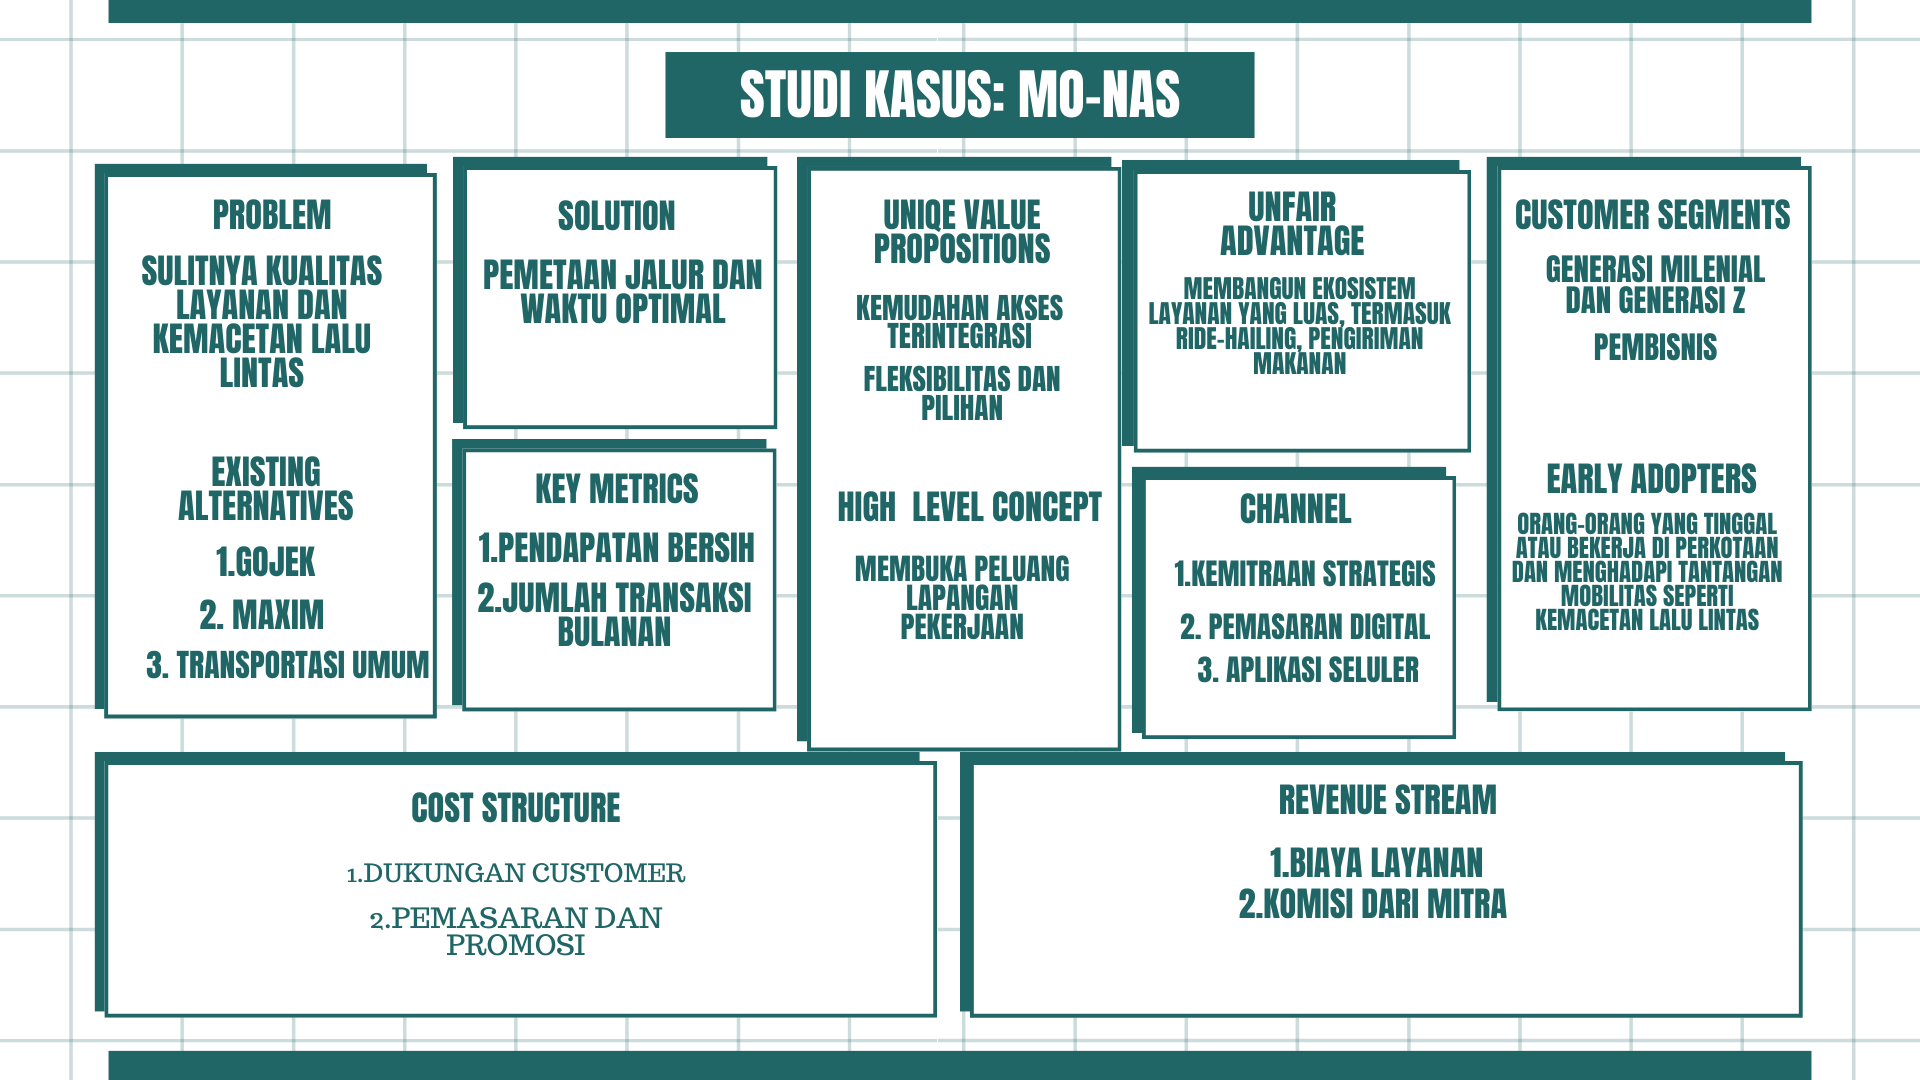 STUDI KASUS: MO-NAS
PROBLEM
SULITNYA KUALITAS
LAYANAN DAN
KEMACETAN LALU
LINTAS
EXISTING
ALTERNATIVES
1.GOJEK
2. MAXIM
3. TRANSPORTASI UMUM
SOLUTION
PEMETAAN JALUR DAN
WAKTU OPTIMAL
KEY METRICS
1.PENDAPATAN BERSIH
2.JUMLAH TRANSAKSI
BULANAN
UNIQE VALUE
PROPOSITIONS
KEMUDAHAN AKSES
TERINTEGRASI
FLEKSIBILITAS DAN
PILIHAN
HIGH  LEVEL CONCEPT
MEMBUKA PELUANG
LAPANGAN
PEKERJAAN
UNFAIR
ADVANTAGE
MEMBANGUN EKOSISTEM
LAYANAN YANG LUAS, TERMASUK
RIDE-HAILING, PENGIRIMAN
MAKANAN
CHANNEL
1.KEMITRAAN STRATEGIS
2. PEMASARAN DIGITAL
3. APLIKASI SELULER
CUSTOMER SEGMENTS
GENERASI MILENIAL
DAN GENERASI Z
PEMBISNIS
EARLY ADOPTERS
ORANG-ORANG YANG TINGGAL
ATAU BEKERJA DI PERKOTAAN
DAN MENGHADAPI TANTANGAN
MOBILITAS SEPERTI
KEMACETAN LALU LINTAS
COST STRUCTURE
1.DUKUNGAN CUSTOMER
2.PEMASARAN DAN
PROMOSI
REVENUE STREAM
1.BIAYA LAYANAN
2.KOMISI DARI MITRA